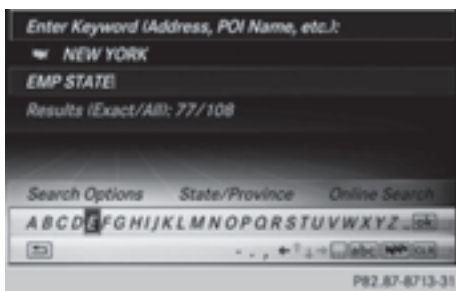 Enter Keyword (Address, POI Name, etc.):
NEW YORK
EMP STATE
Results (Exact/All): 77/108
Search Options State/Province Online Search
ABCDEFGHIJKLMNOPQRSTUVWXYZ_ ok
- . , ←↑↓→ abc CLR
P82.87-8713-31